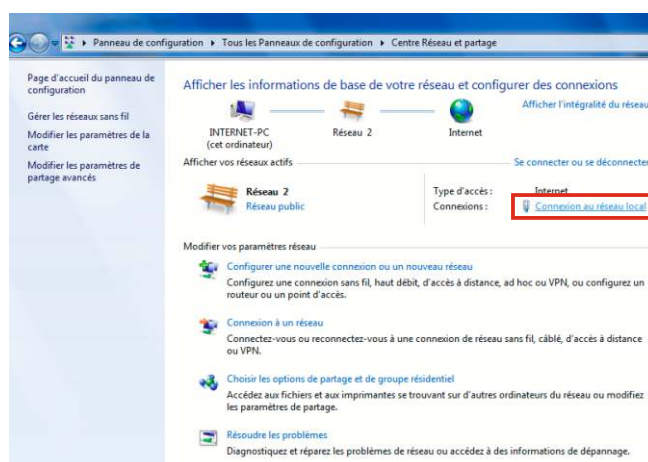 Panneau de configuration ▸ Tous les Panneaux de configuration ▸ Centre Réseau et partage
Page d'accueil du panneau de
configuration
Gérer les réseaux sans fil
Modifier les paramètres de la
carte
Modifier les paramètres de
partage avancés
Afficher les informations de base de votre réseau et configurer des connexions
Afficher l'intégralité du réseau
INTERNET-PC
(cet ordinateur)
Réseau 2
Internet
Afficher vos réseaux actifs
Se connecter ou se déconnecter
Réseau 2
Réseau public
Type d'accès :
Internet
Connexions :
Connexion au réseau local
Modifier vos paramètres réseau
Configurer une nouvelle connexion ou un nouveau réseau
Configurez une connexion sans fil, haut débit, d'accès à distance, ad hoc ou VPN, ou configurez un
routeur ou un point d'accès.
Connexion à un réseau
Connectez-vous ou reconnectez-vous à une connexion de réseau sans fil, câblé, d'accès à distance
ou VPN.
Choisir les options de partage et de groupe résidentiel
Accédez aux fichiers et aux imprimantes se trouvant sur d'autres ordinateurs du réseau ou modifiez
les paramètres de partage.
Résoudre les problèmes
Diagnostiquez et réparez les problèmes de réseau ou accédez à des informations de dépannage.